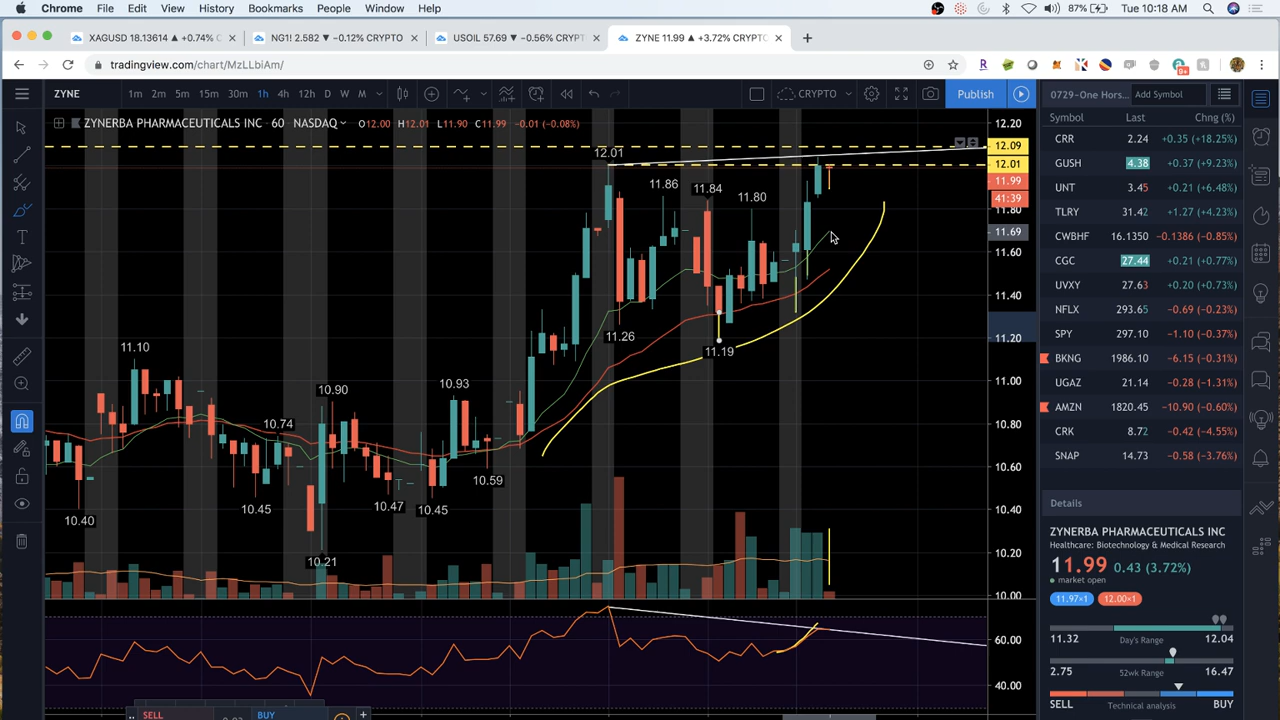 Chrome File Edit View History Bookmarks People Window Help 87% Tue 10:18 AM
XAGUSD 18.13614 ▲ +0.74% CRYPT × NG1! 2.582 ▼ −0.12% CRYPTO × USOIL 57.69 ▼ −0.56% CRYPT × ZYNE 11.99 ▲ +3.72% CRYPT × +
tradingview.com/chart/MzLLbiAm/
9+
ZYNE 1m 2m 5m 15m 30m 1h 4h 12h D W M CRYPTO Publish
0729-One Hors... Add Symbol
ZYNERBA PHARMACEUTICALS INC · 60 · NASDAQ O12.00 H12.01 L11.90 C11.99 -0.01 (-0.08%)
Symbol Last Chg (%)
CRR 2.24 +0.35 (+18.25%)
GUSH 4.38 +0.37 (+9.23%)
UNT 3.45 +0.21 (+6.48%)
TLRY 31.42 +1.27 (+4.23%)
CWBHF 16.1350 −0.1386 (−0.85%)
CGC 27.44 +0.21 (+0.77%)
UVXY 27.63 +0.20 (+0.73%)
NFLX 293.65 −0.69 (−0.23%)
SPY 297.10 −1.10 (−0.37%)
BKNG 1986.10 −6.15 (−0.31%)
UGAZ 21.14 −0.28 (−1.31%)
AMZN 1820.45 −10.90 (−0.60%)
CRK 8.72 −0.42 (−4.55%)
SNAP 14.73 −0.58 (−3.76%)
12.20
12.09
12.01
11.99
41:39
11.80
11.69
11.60
11.40
11.20
11.00
10.80
10.60
10.40
10.20
10.00
60.00
40.00
12.01
11.86 11.84 11.80
11.26
11.19
11.10
10.90 10.93
10.74
10.59
10.47
10.45 10.45
10.40
10.21
Details
ZYNERBA PHARMACEUTICALS INC
Healthcare: Biotechnology & Medical Research
11.99 0.43 (3.72%)
market open
11.97×1 12.00×1
11.32 Day's Range 12.04
2.75 52wk Range 16.47
SELL Technical analysis BUY
SELL BUY